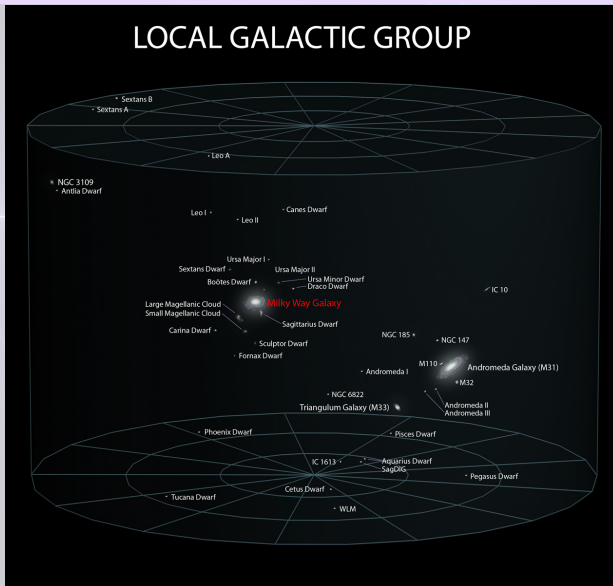 LOCAL GALACTIC GROUP
Sextans B
Sextans A
Leo A
NGC 3109
Antlia Dwarf
Leo I
Leo II
Canes Dwarf
Ursa Major I
Sextans Dwarf
Ursa Major II
Boötes Dwarf
Ursa Minor Dwarf
Draco Dwarf
IC 10
Milky Way Galaxy
Large Magellanic Cloud
Small Magellanic Cloud
Sagittarius Dwarf
Carina Dwarf
NGC 185
NGC 147
Sculptor Dwarf
Fornax Dwarf
M110
Andromeda Galaxy (M31)
Andromeda I
M32
NGC 6822
Andromeda II
Andromeda III
Triangulum Galaxy (M33)
Phoenix Dwarf
Pisces Dwarf
IC 1613
Aquarius Dwarf
SagDIG
Pegasus Dwarf
Cetus Dwarf
Tucana Dwarf
WLM